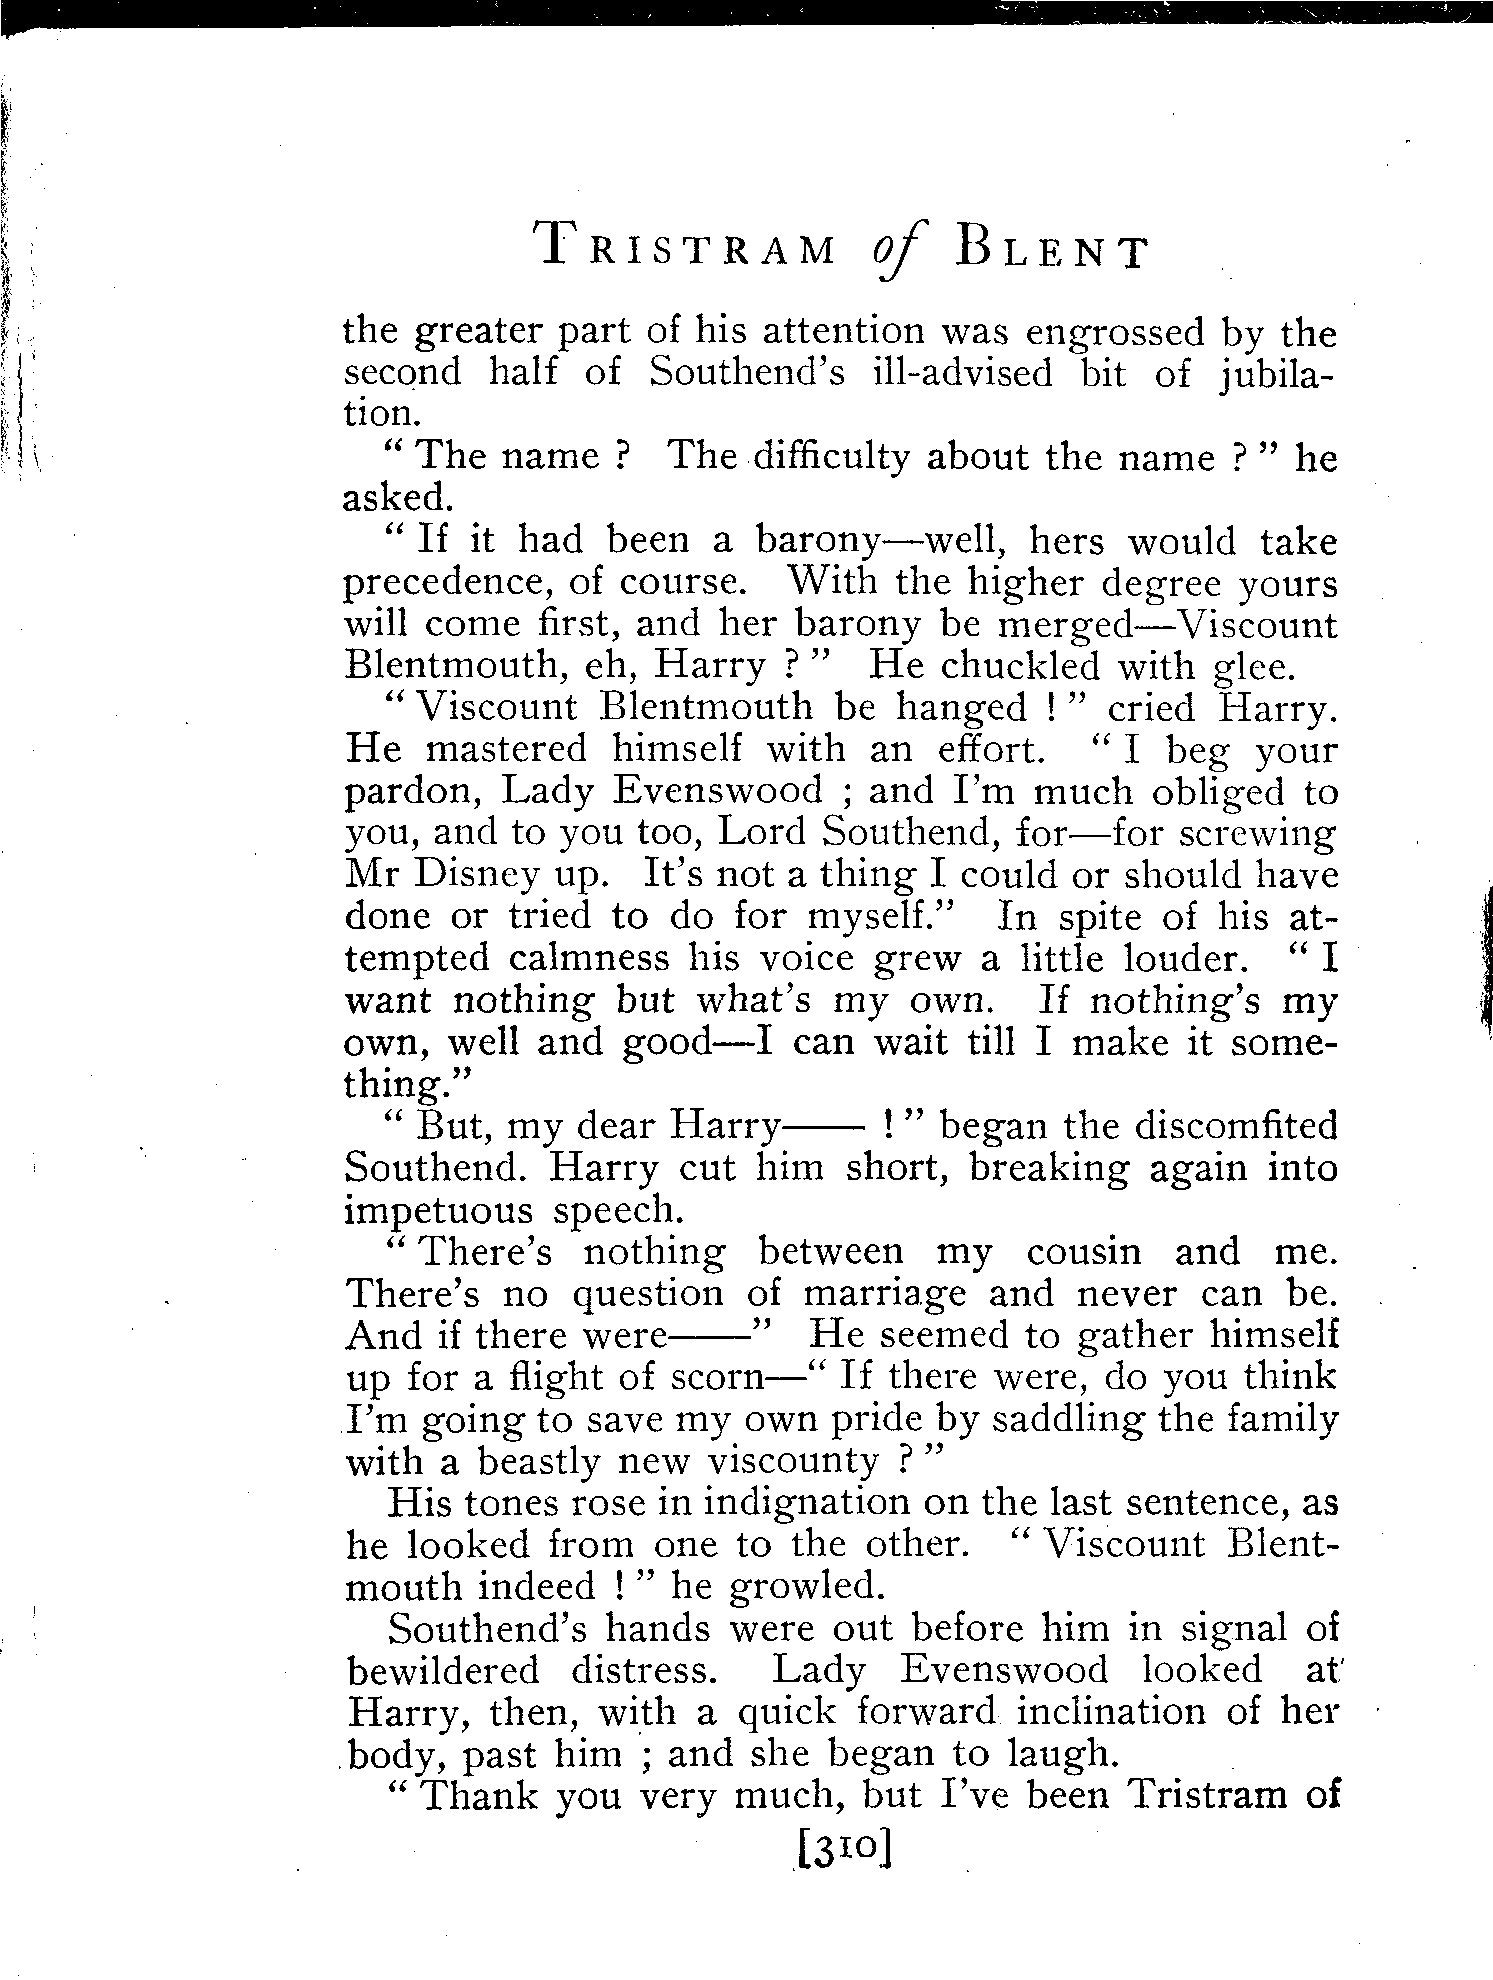 TRISTRAM of BLENT
the greater part of his attention was engrossed by the
second half of Southend's ill-advised bit of jubila-
tion.
“ The name ? The difficulty about the name ? ” he
asked.
“ If it had been a barony—well, hers would take
precedence, of course. With the higher degree yours
will come first, and her barony be merged—Viscount
Blentmouth, eh, Harry ? ” He chuckled with glee.
“ Viscount Blentmouth be hanged ! ” cried Harry.
He mastered himself with an effort. “ I beg your
pardon, Lady Evenswood ; and I'm much obliged to
you, and to you too, Lord Southend, for—for screwing
Mr Disney up. It's not a thing I could or should have
done or tried to do for myself.” In spite of his at-
tempted calmness his voice grew a little louder. “ I
want nothing but what's my own. If nothing's my
own, well and good—I can wait till I make it some-
thing.”
“ But, my dear Harry—— ! ” began the discomfited
Southend. Harry cut him short, breaking again into
impetuous speech.
“ There's nothing between my cousin and me.
There's no question of marriage and never can be.
And if there were——” He seemed to gather himself
up for a flight of scorn—“ If there were, do you think
I'm going to save my own pride by saddling the family
with a beastly new viscounty ? ”
His tones rose in indignation on the last sentence, as
he looked from one to the other. “ Viscount Blent-
mouth indeed ! ” he growled.
Southend's hands were out before him in signal of
bewildered distress. Lady Evenswood looked at
Harry, then, with a quick forward inclination of her
body, past him ; and she began to laugh.
“ Thank you very much, but I've been Tristram of
[310]